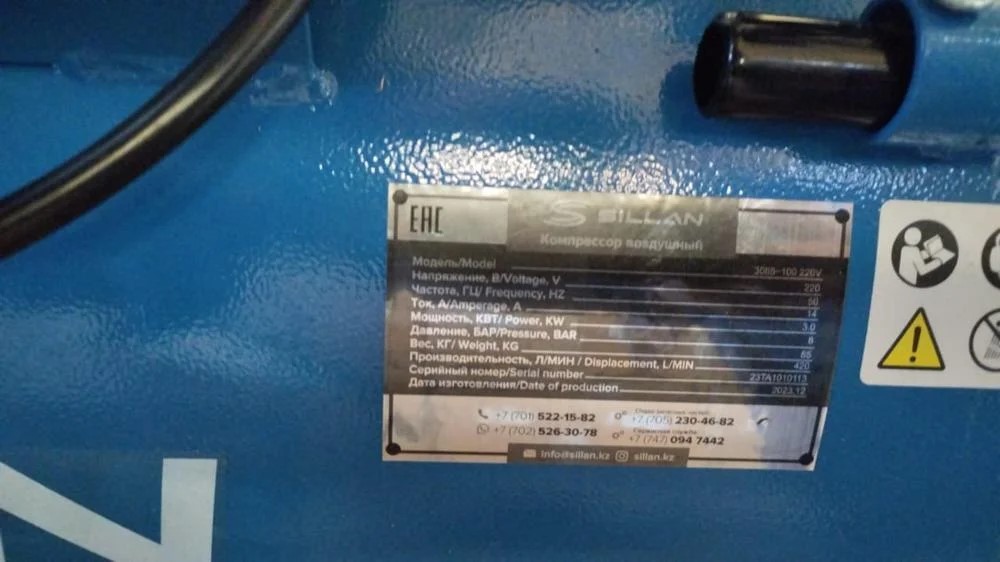 EAC
SILLAN
Компрессор воздушный
Модель/Model 3065-100 220V
Напряжение, В/Voltage, V 220
Частота, ГЦ/ Frequency, HZ 50
Ток, А/Amperage, A 14
Мощность, КВТ/ Power, KW 3.0
Давление, БАР/Pressure, BAR 8
Вес, КГ/ Weight, KG 65
Производительность, Л/МИН / Displacement, L/MIN 420
Серийный номер/Serial number 23TA1010113
Дата изготовления/Date of production 2023.12
+7 (701) 522-15-82
+7 (705) 230-46-82
+7 (702) 526-30-78
Сервисная служба
+7 (747) 094 7442
info@sillan.kz sillan.kz
Z